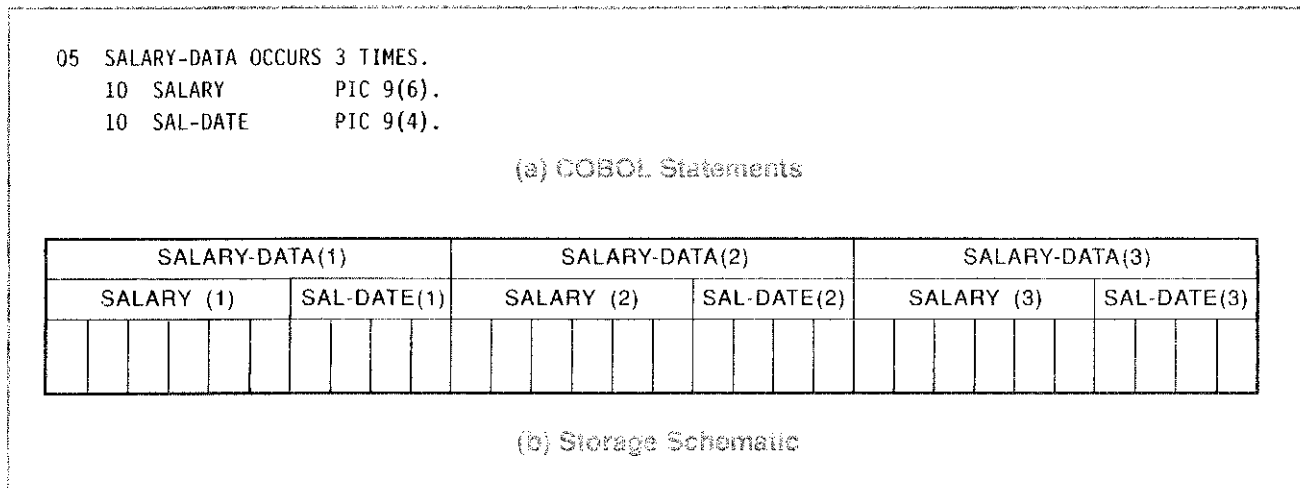 05 SALARY-DATA OCCURS 3 TIMES.
10 SALARY PIC 9(6).
10 SAL-DATE PIC 9(4).
(a) COBOL Statements
SALARY-DATA(1) SALARY-DATA(2) SALARY-DATA(3)
SALARY (1) SAL-DATE(1) SALARY (2) SAL-DATE(2) SALARY (3) SAL-DATE(3)
(b) Storage Schematic